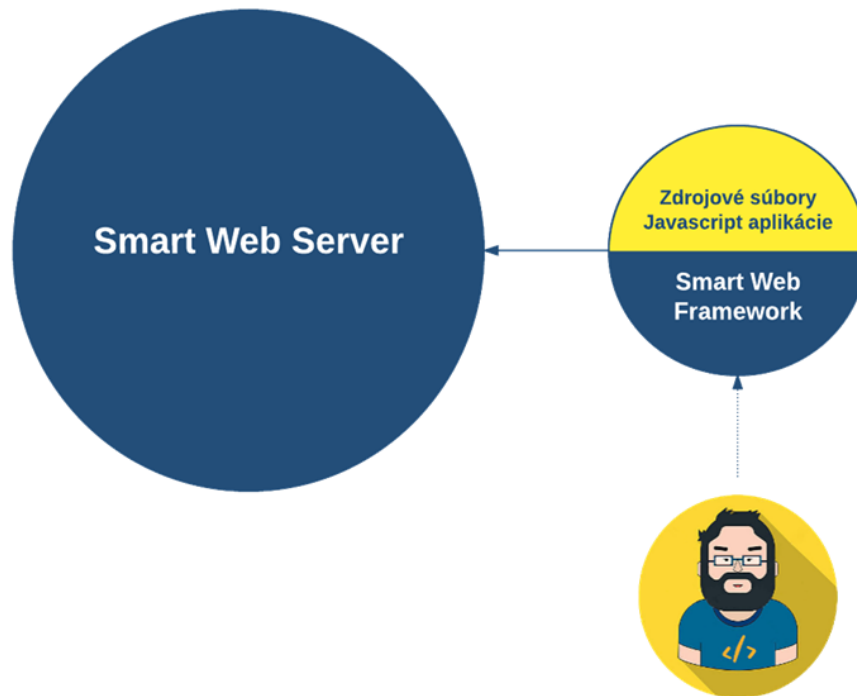 Smart Web Server
Zdrojové súbory
Javascript aplikácie
Smart Web
Framework
</>